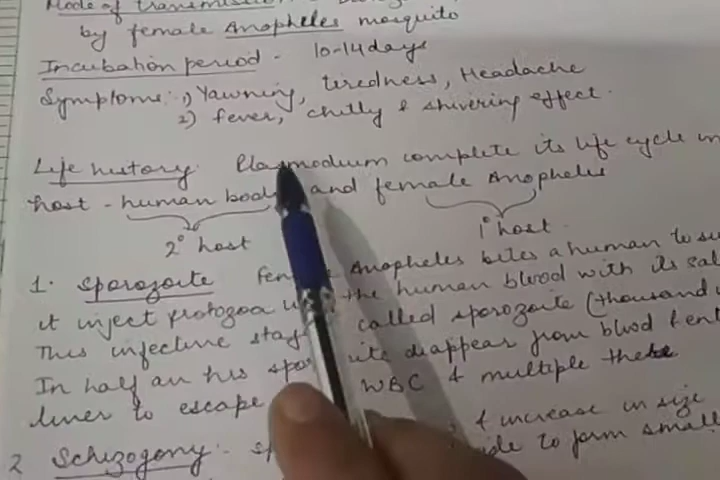 Mode of transmission
by female Anopheles mosquito
Incubation period - 10-14 days
Symptoms: 1) Yawning, tiredness, Headache
2) fever, chilly & shivering effect.
Life history: Plasmodium complete its life cycle in
host - human body and female Anopheles
2° host 1° host
1. Sporozoite Anopheles bites a human to
it inject protozoa the human blood with its
This infective called sporozoite (thousand
In half an hrs disappear from blood & ent
liver to escape WBC & multiple
2 Schizogony: & increase in size
to form small